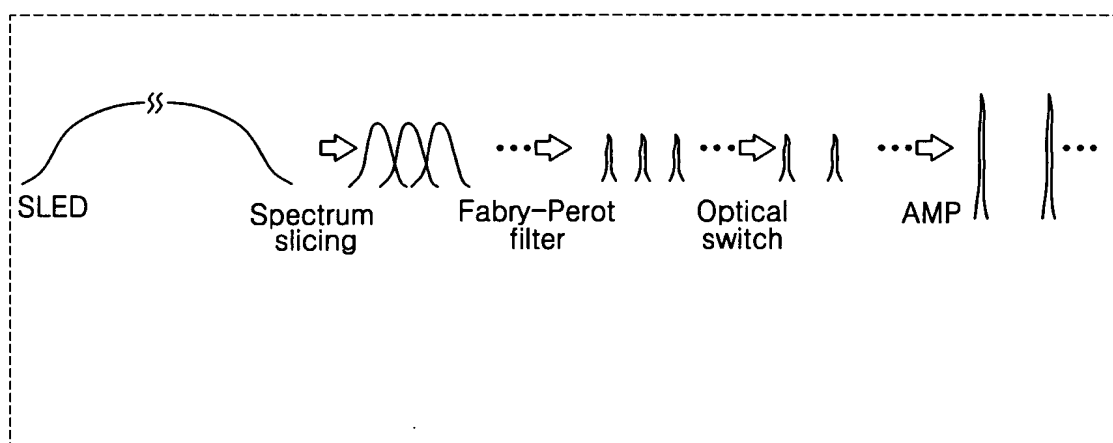 SLED
Spectrum
slicing
Fabry-Perot
filter
Optical
switch
AMP